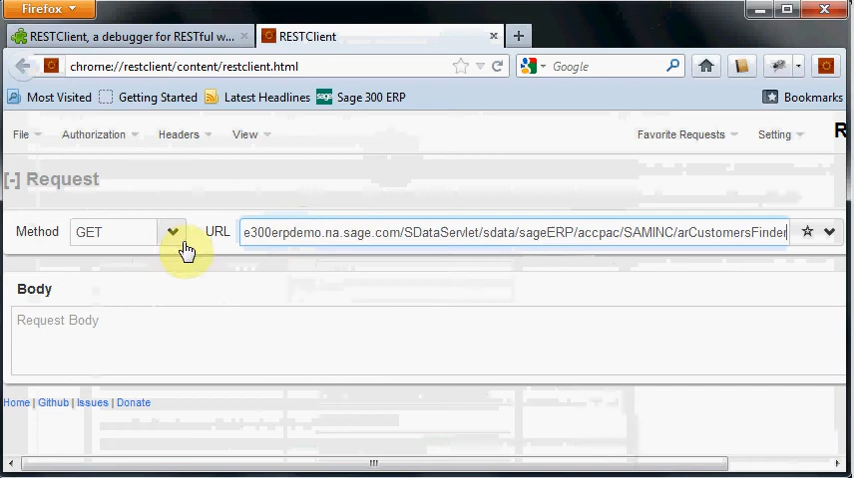 Firefox
RESTClient, a debugger for RESTful w...
RESTClient
chrome://restclient/content/restclient.html
Google
Most Visited
Getting Started
Latest Headlines
sage
Sage 300 ERP
Bookmarks
File
Authorization
Headers
View
Favorite Requests
Setting
R
[-] Request
Method
GET
URL
e300erpdemo.na.sage.com/SDataServlet/sdata/sageERP/accpac/SAMINC/arCustomersFinder
Body
Request Body
Home | Github | Issues | Donate